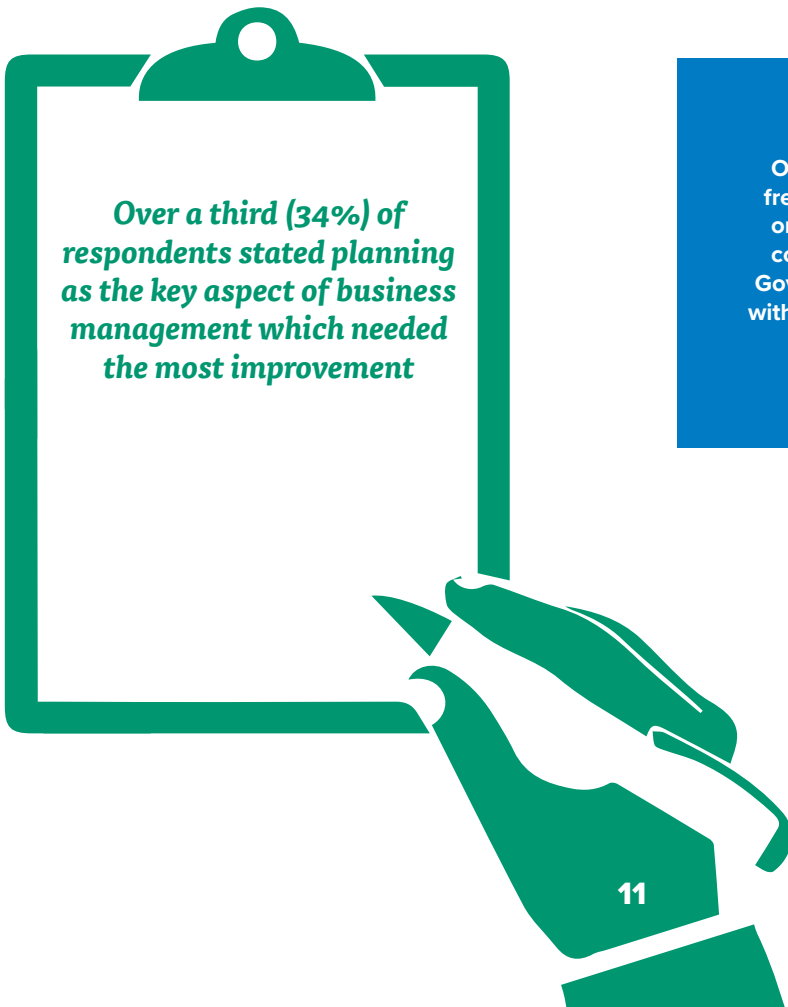 Over a third (34%) of
respondents stated planning
as the key aspect of business
management which needed
the most improvement
with
11